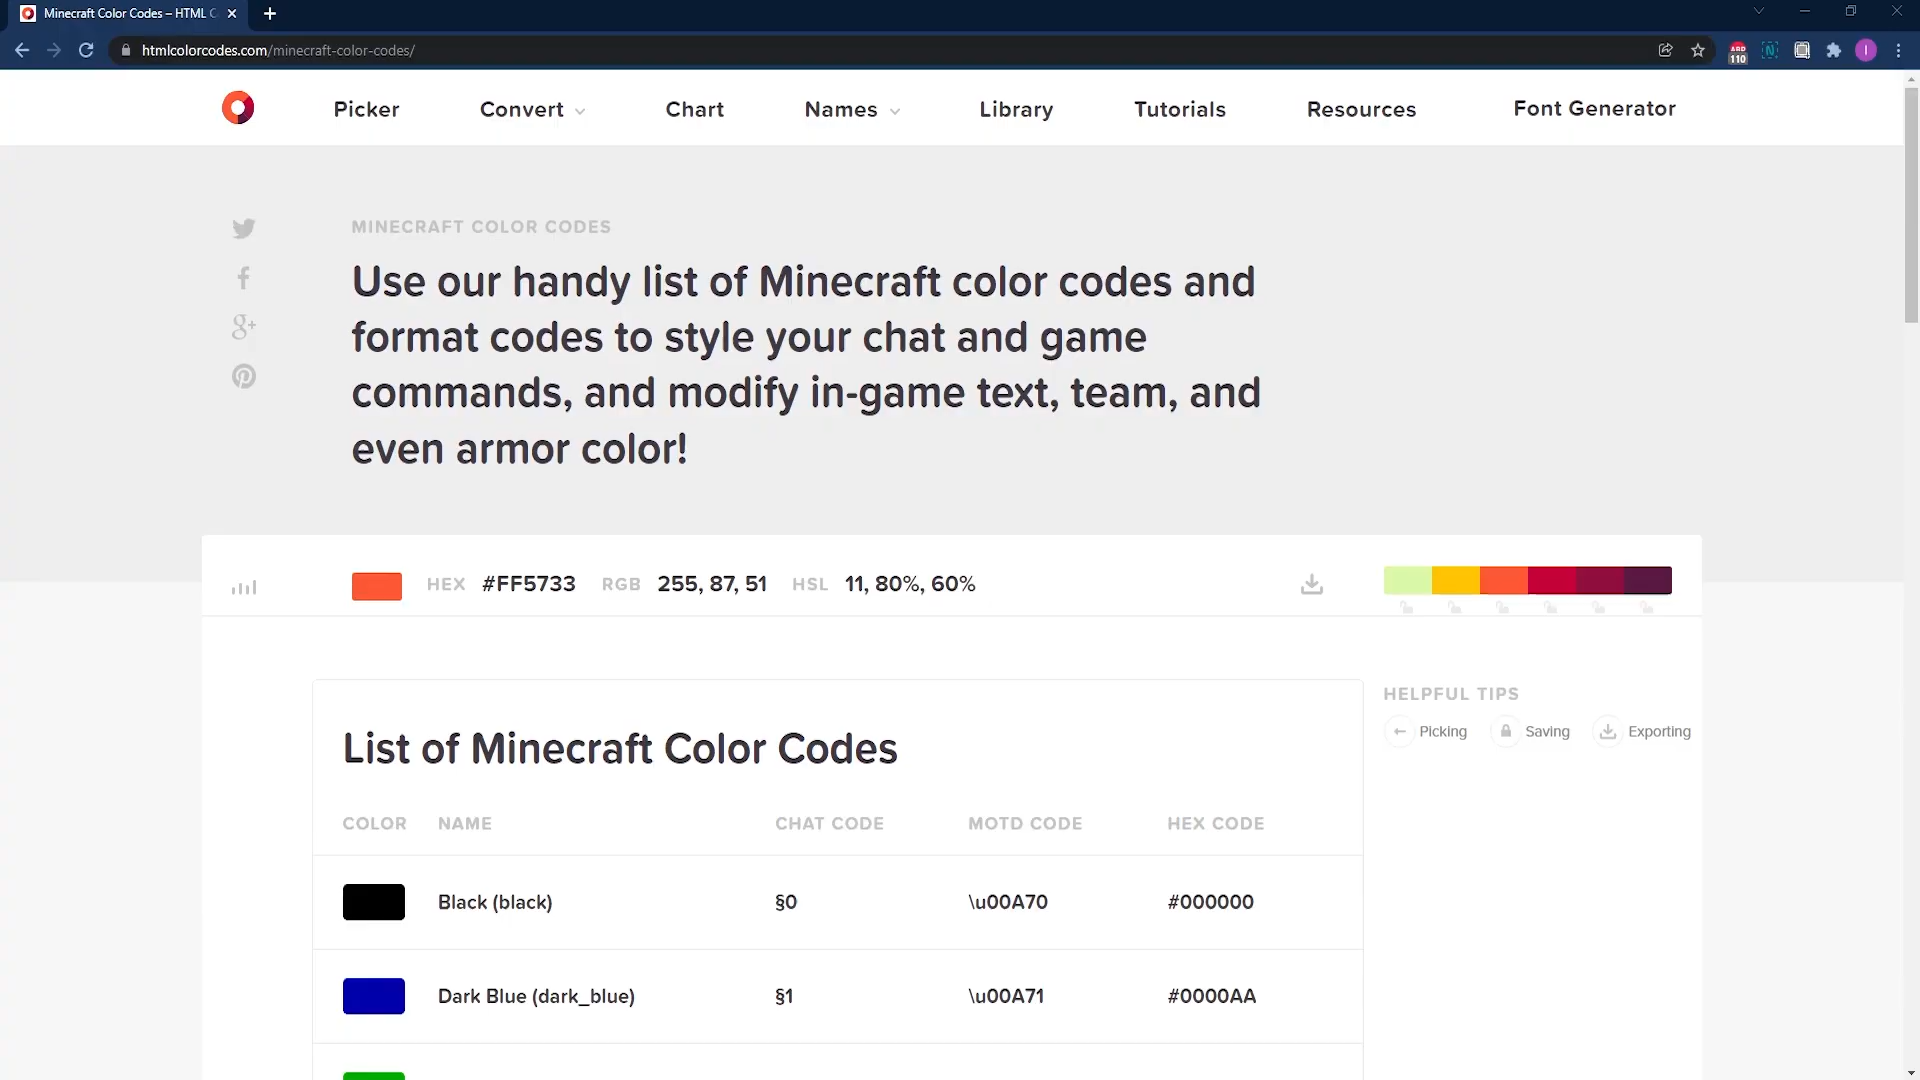 Minecraft Color Codes – HTML C
htmlcolorcodes.com/minecraft-color-codes/
ABP
110
N
I
Picker Convert Chart Names Library Tutorials Resources Font Generator
MINECRAFT COLOR CODES
Use our handy list of Minecraft color codes and
format codes to style your chat and game
commands, and modify in-game text, team, and
even armor color!
HEX #FF5733 RGB 255, 87, 51 HSL 11, 80%, 60%
HELPFUL TIPS
Picking Saving Exporting
List of Minecraft Color Codes
COLOR NAME CHAT CODE MOTD CODE HEX CODE
Black (black) §0 \u00A70 #000000
Dark Blue (dark_blue) §1 \u00A71 #0000AA